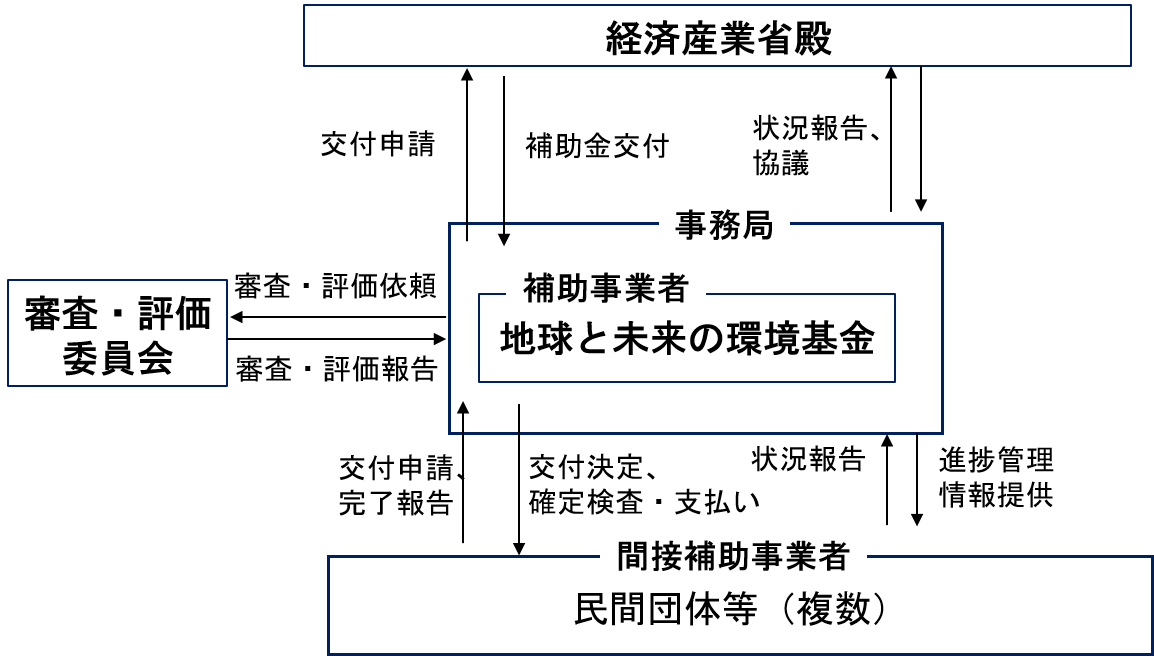 経済産業省殿
交付申請
補助金交付
状況報告、
協議
事務局
補助事業者
地球と未来の環境基金
審査・評価依頼
審査・評価
委員会
審査・評価報告
交付申請、
完了報告
交付決定、
確定検査・支払い
状況報告
進捗管理
情報提供
間接補助事業者
民間団体等（複数）